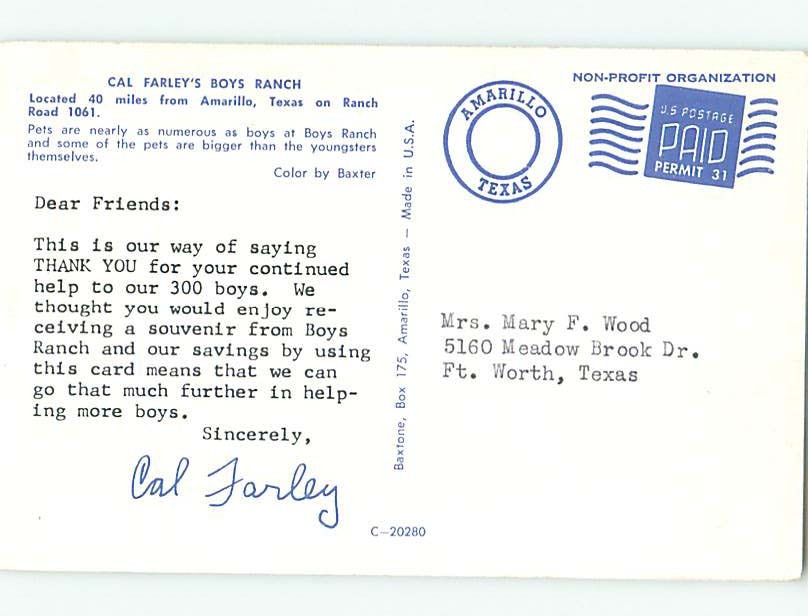 CAL FARLEY'S BOYS RANCH
Located 40 miles from Amarillo, Texas on Ranch
Road 1061.
Pets are nearly as numerous as boys at Boys Ranch
and some of the pets are bigger than the youngsters
themselves.
Color by Baxter
Dear Friends:
This is our way of saying
THANK YOU for your continued
help to our 300 boys. We
thought you would enjoy re-
ceiving a souvenir from Boys
Ranch and our savings by using
this card means that we can
go that much further in help-
ing more boys.
Sincerely,
Cal Farley
C-20280
Baxtone, Box 175, Amarillo, Texas — Made in U.S.A.
AMARILLO
TEXAS
NON-PROFIT ORGANIZATION
U.S POSTAGE
PAID
PERMIT 31
Mrs. Mary F. Wood
5160 Meadow Brook Dr.
Ft. Worth, Texas